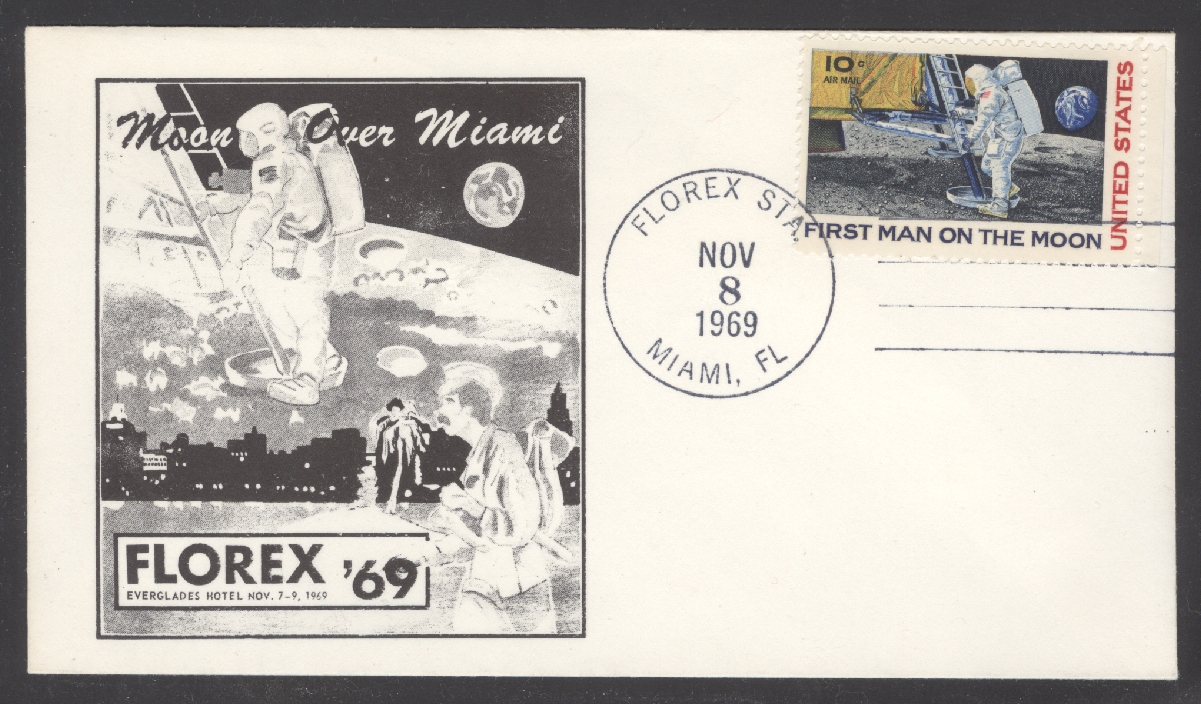 Moon Over Miami
FLOREX '69
EVERGLADES HOTEL NOV. 7-9, 1969
FLOREX STA.
NOV
8
1969
MIAMI, FL
10¢
AIR MAIL
FIRST MAN ON THE MOON
UNITED STATES